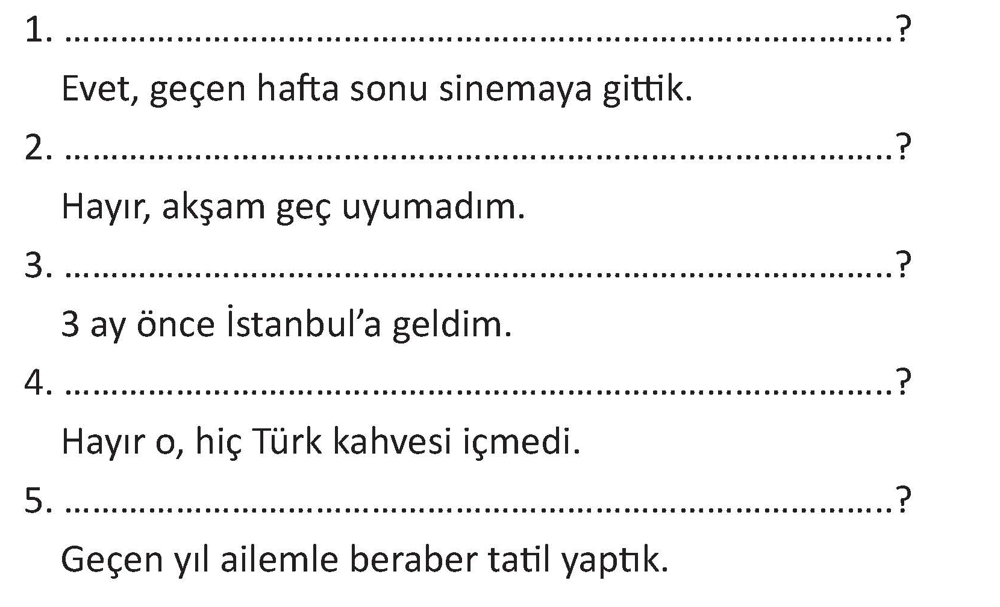 1. ..........................................................................................?
Evet, geçen hafta sonu sinemaya gittik.
2. ..........................................................................................?
Hayır, akşam geç uyumadım.
3. ..........................................................................................?
3 ay önce İstanbul’a geldim.
4. ..........................................................................................?
Hayır o, hiç Türk kahvesi içmedi.
5. ..........................................................................................?
Geçen yıl ailemle beraber tatil yaptık.